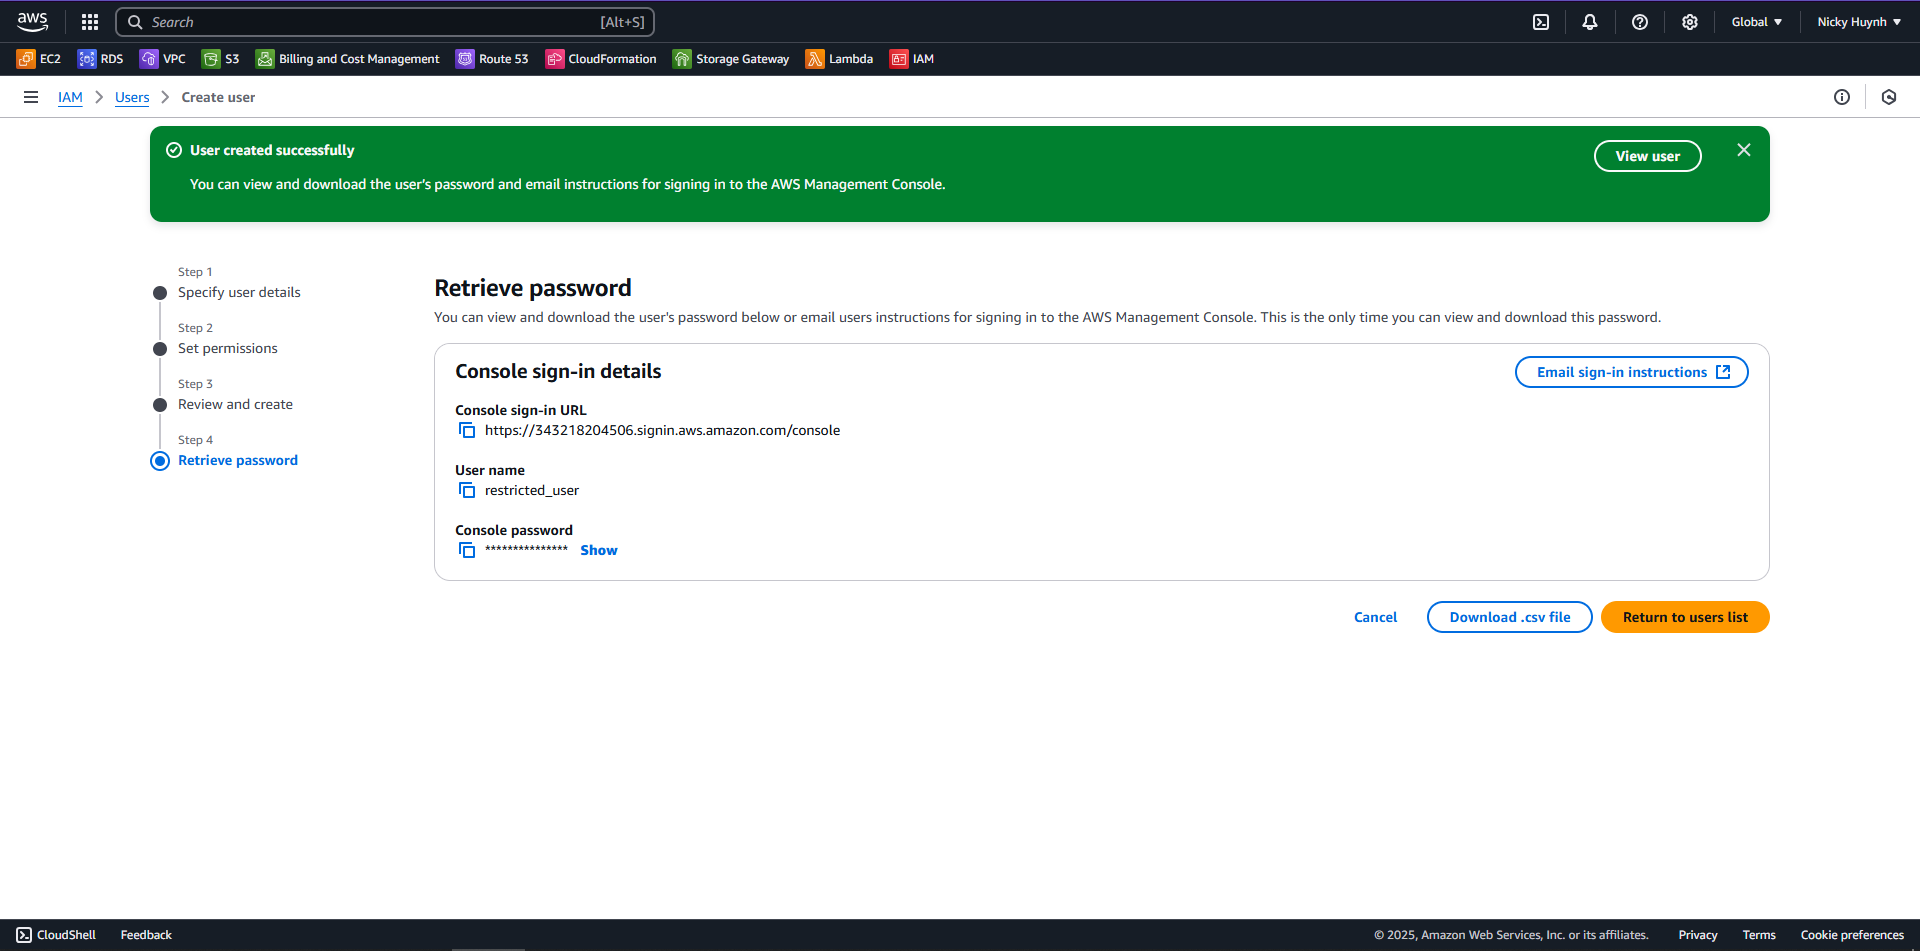 aws
Search [Alt+S]
Global
Nicky Huynh
EC2 RDS VPC S3 Billing and Cost Management Route 53 CloudFormation Storage Gateway Lambda IAM
IAM Users Create user
User created successfully
View user
You can view and download the user's password and email instructions for signing in to the AWS Management Console.
Step 1
Specify user details
Step 2
Set permissions
Step 3
Review and create
Step 4
Retrieve password
Retrieve password
You can view and download the user's password below or email users instructions for signing in to the AWS Management Console. This is the only time you can view and download this password.
Console sign-in details
Email sign-in instructions
Console sign-in URL
https://343218204506.signin.aws.amazon.com/console
User name
restricted_user
Console password
*************** Show
Cancel Download .csv file Return to users list
CloudShell Feedback © 2025, Amazon Web Services, Inc. or its affiliates. Privacy Terms Cookie preferences